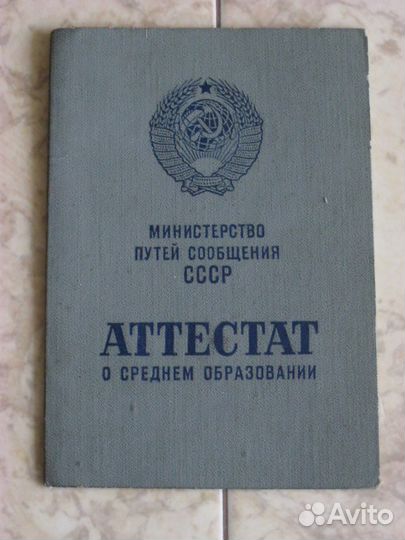 МИНИСТЕРСТВО
ПУТЕЙ СООБЩЕНИЯ
СССР
АТТЕСТАТ
О СРЕДНЕМ ОБРАЗОВАНИИ
Avito